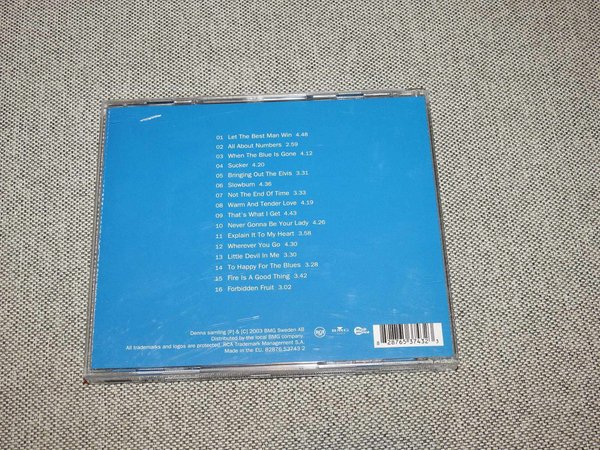 01 Let The Best Man Win 4.48
02 All About Numbers 2.59
03 When The Blue Is Gone 4.12
04 Sucker 4.20
05 Bringing Out The Elvis 3.31
06 Slowburn 4.36
07 Not The End Of Time 3.33
08 Warm And Tender Love 4.19
09 That's What I Get 4.43
10 Never Gonna Be Your Lady 4.26
11 Explain It To My Heart 3.58
12 Wherever You Go 4.30
13 Little Devil In Me 4.30
14 To Happy For The Blues 3.28
15 Fire Is A Good Thing 3.42
16 Forbidden Fruit 3.02
Denna samling [P] & [C] 2003 BMG Sweden AB
Distributed by the local BMG company.
All trademarks and logos are protected. RCA Trademark Management S.A.
Made in the EU. 82876 53743 2
RCA BMG
8 28765 37432 3